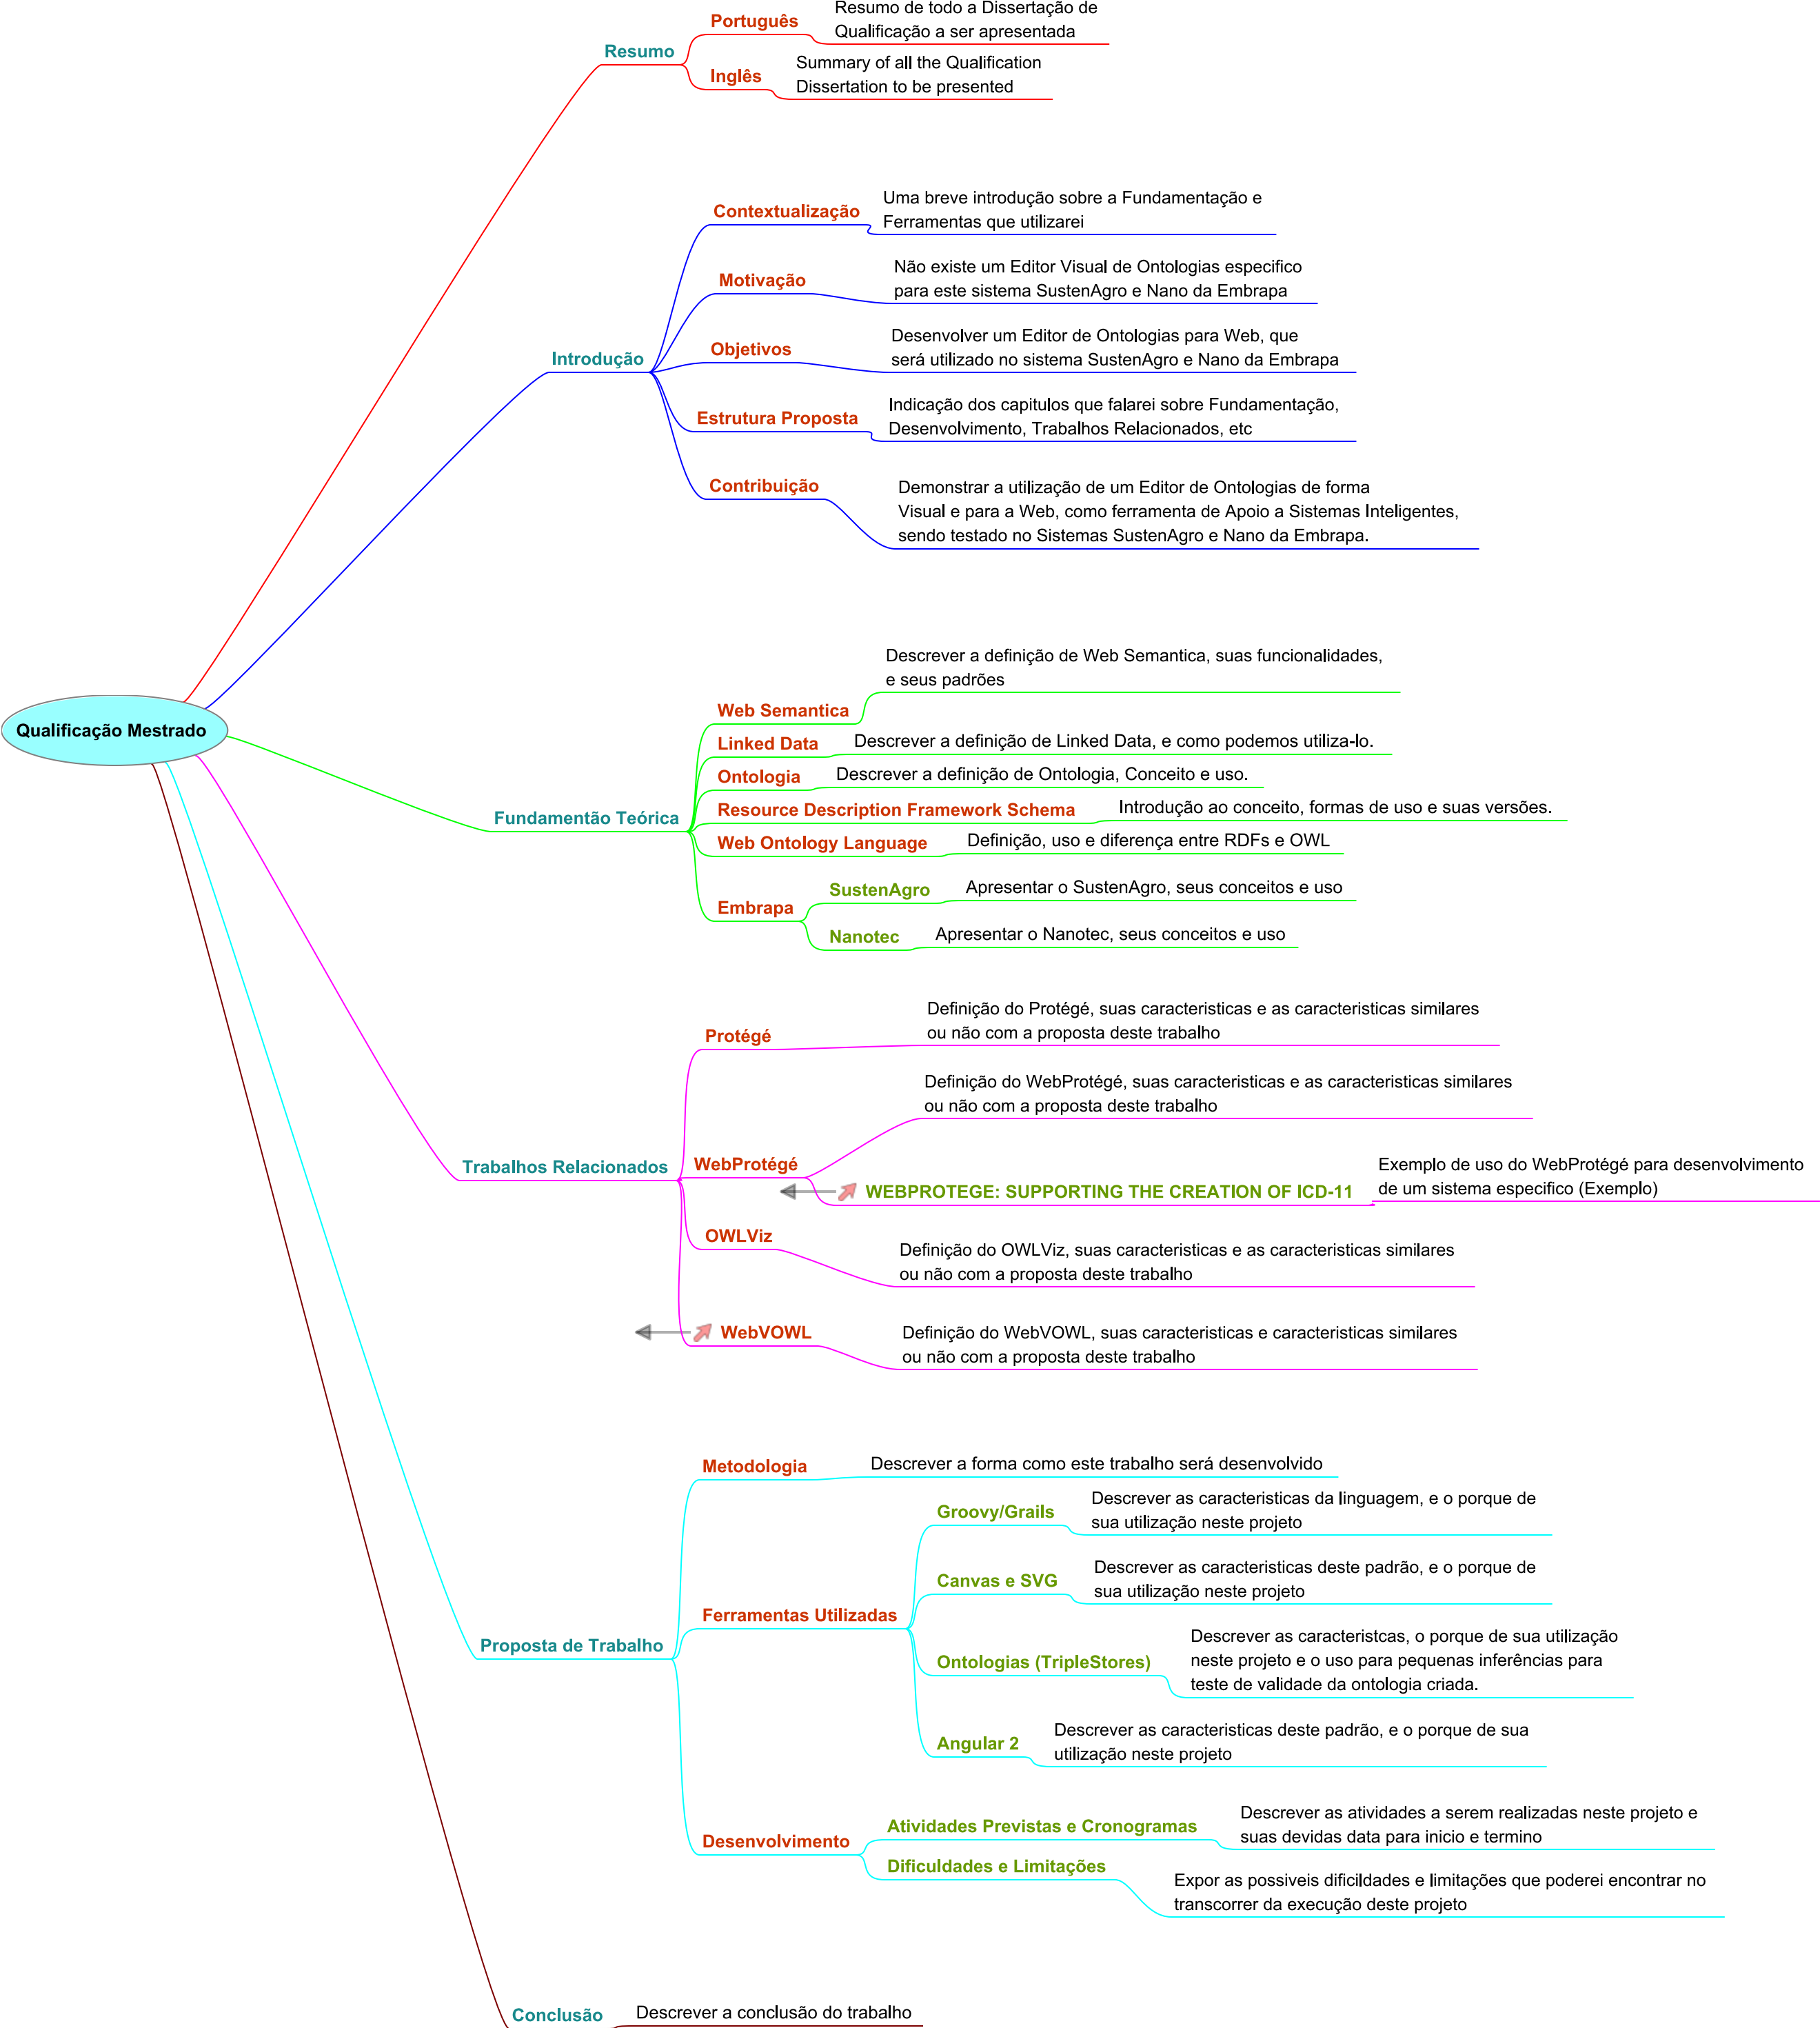 Resumo de todo a Dissertação de
Qualificação a ser apresentada
Português
Resumo
Inglês
Summary of all the Qualification
Dissertation to be presented
Contextualização
Uma breve introdução sobre a Fundamentação e
Ferramentas que utilizarei
Motivação
Não existe um Editor Visual de Ontologias especifico
para este sistema SustenAgro e Nano da Embrapa
Introdução
Objetivos
Desenvolver um Editor de Ontologias para Web, que
será utilizado no sistema SustenAgro e Nano da Embrapa
Estrutura Proposta
Indicação dos capitulos que falarei sobre Fundamentação,
Desenvolvimento, Trabalhos Relacionados, etc
Contribuição
Demonstrar a utilização de um Editor de Ontologias de forma
Visual e para a Web, como ferramenta de Apoio a Sistemas Inteligentes,
sendo testado no Sistemas SustenAgro e Nano da Embrapa.
Qualificação Mestrado
Descrever a definição de Web Semantica, suas funcionalidades,
e seus padrões
Web Semantica
Linked Data
Descrever a definição de Linked Data, e como podemos utiliza-lo.
Ontologia
Descrever a definição de Ontologia, Conceito e uso.
Fundamentão Teórica
Resource Description Framework Schema
Introdução ao conceito, formas de uso e suas versões.
Web Ontology Language
Definição, uso e diferença entre RDFs e OWL
Embrapa
SustenAgro
Apresentar o SustenAgro, seus conceitos e uso
Nanotec
Apresentar o Nanotec, seus conceitos e uso
Protégé
Definição do Protégé, suas caracteristicas e as caracteristicas similares
ou não com a proposta deste trabalho
Definição do WebProtégé, suas caracteristicas e as caracteristicas similares
ou não com a proposta deste trabalho
Trabalhos Relacionados
WebProtégé
WEBPROTEGE: SUPPORTING THE CREATION OF ICD-11
Exemplo de uso do WebProtégé para desenvolvimento
de um sistema especifico (Exemplo)
OWLViz
Definição do OWLViz, suas caracteristicas e as caracteristicas similares
ou não com a proposta deste trabalho
WebVOWL
Definição do WebVOWL, suas caracteristicas e caracteristicas similares
ou não com a proposta deste trabalho
Metodologia
Descrever a forma como este trabalho será desenvolvido
Groovy/Grails
Descrever as caracteristicas da linguagem, e o porque de
sua utilização neste projeto
Canvas e SVG
Descrever as caracteristicas deste padrão, e o porque de
sua utilização neste projeto
Ferramentas Utilizadas
Proposta de Trabalho
Ontologias (TripleStores)
Descrever as caracteristcas, o porque de sua utilização
neste projeto e o uso para pequenas inferências para
teste de validade da ontologia criada.
Angular 2
Descrever as caracteristicas deste padrão, e o porque de sua
utilização neste projeto
Desenvolvimento
Atividades Previstas e Cronogramas
Descrever as atividades a serem realizadas neste projeto e
suas devidas data para inicio e termino
Dificuldades e Limitações
Expor as possiveis dificildades e limitações que poderei encontrar no
transcorrer da execução deste projeto
Conclusão
Descrever a conclusão do trabalho